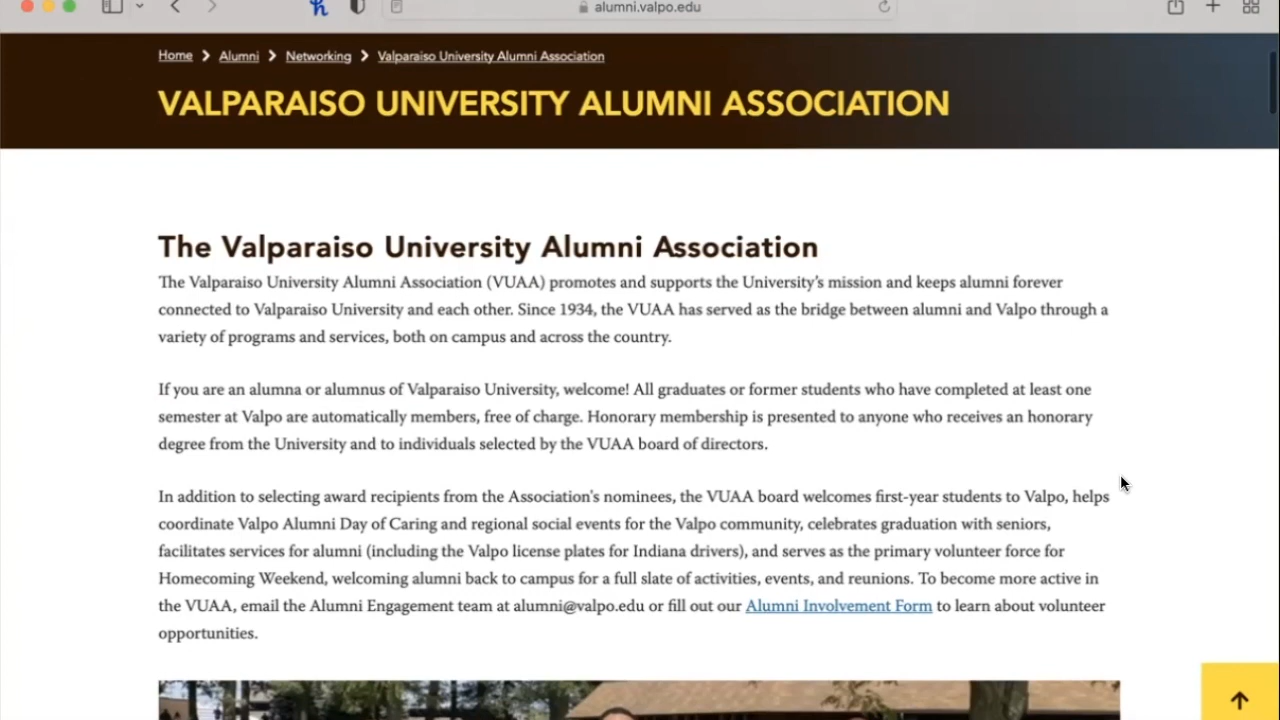 alumni.valpo.edu
Home > Alumni > Networking > Valparaiso University Alumni Association
VALPARAISO UNIVERSITY ALUMNI ASSOCIATION
The Valparaiso University Alumni Association
The Valparaiso University Alumni Association (VUAA) promotes and supports the University's mission and keeps alumni forever
connected to Valparaiso University and each other. Since 1934, the VUAA has served as the bridge between alumni and Valpo through a
variety of programs and services, both on campus and across the country.
If you are an alumna or alumnus of Valparaiso University, welcome! All graduates or former students who have completed at least one
semester at Valpo are automatically members, free of charge. Honorary membership is presented to anyone who receives an honorary
degree from the University and to individuals selected by the VUAA board of directors.
In addition to selecting award recipients from the Association's nominees, the VUAA board welcomes first-year students to Valpo, helps
coordinate Valpo Alumni Day of Caring and regional social events for the Valpo community, celebrates graduation with seniors,
facilitates services for alumni (including the Valpo license plates for Indiana drivers), and serves as the primary volunteer force for
Homecoming Weekend, welcoming alumni back to campus for a full slate of activities, events, and reunions. To become more active in
the VUAA, email the Alumni Engagement team at alumni@valpo.edu or fill out our Alumni Involvement Form to learn about volunteer
opportunities.